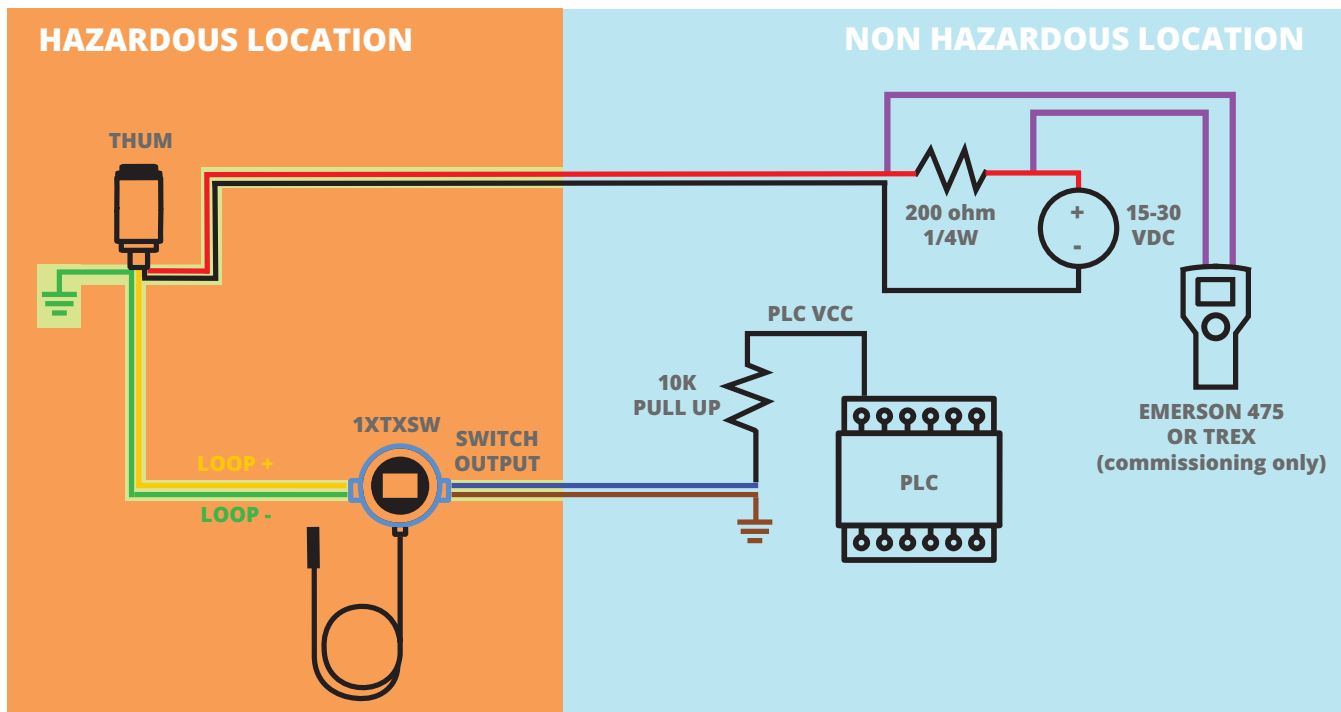 HAZARDOUS LOCATION
NON HAZARDOUS LOCATION
THUM
200 ohm
1/4W
+
-
15-30
VDC
PLC VCC
10K
PULL UP
EMERSON 475
OR TREX
(commissioning only)
1XTXSW
SWITCH
OUTPUT
LOOP +
LOOP -
PLC